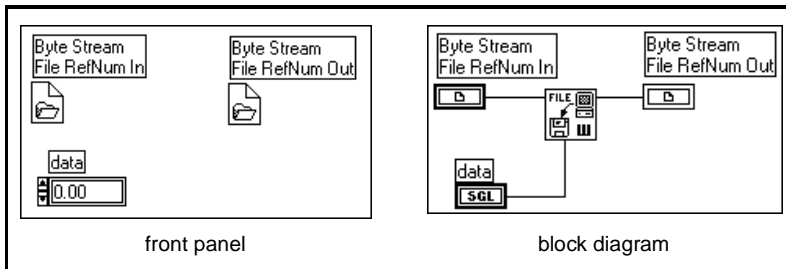 Byte Stream
File RefNum In
Byte Stream
File RefNum Out
data
0.00
front panel
Byte Stream
File RefNum In
Byte Stream
File RefNum Out
FILE
data
SGL
block diagram